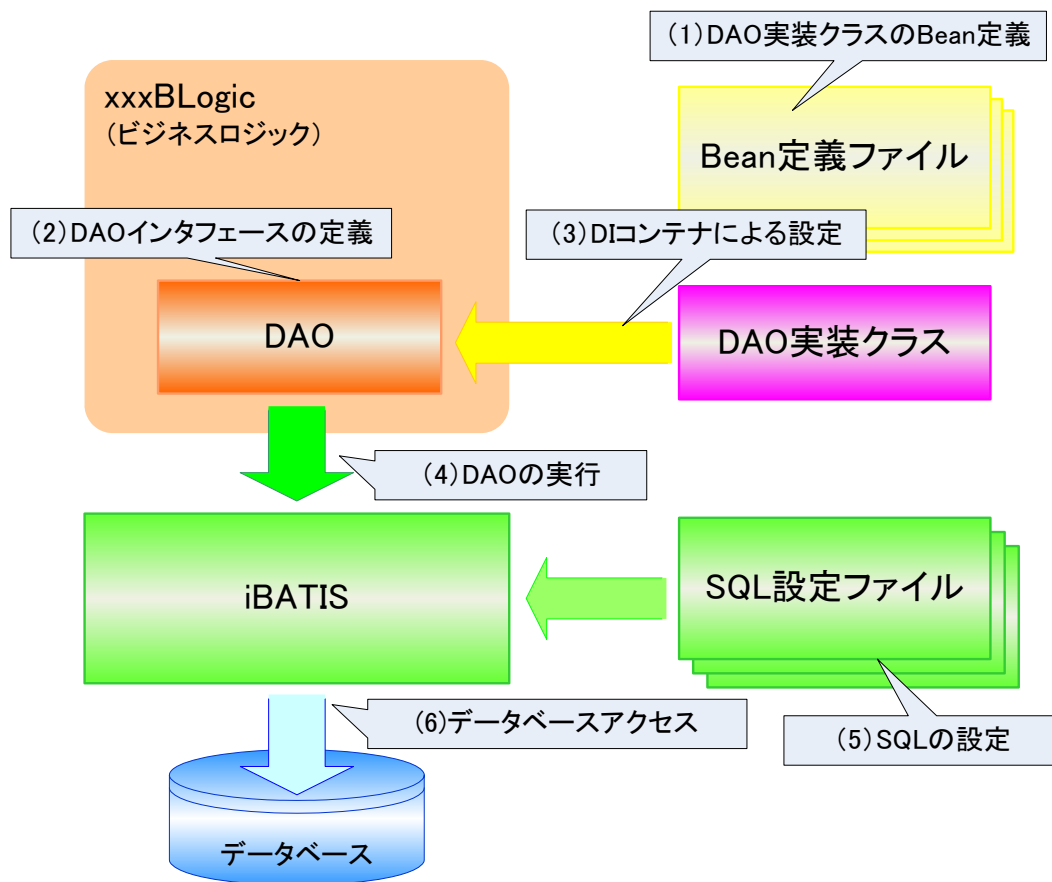 (1)DAO実装クラスのBean定義
xxxBLogic
(ビジネスロジック)
Bean定義ファイル
(2)DAOインタフェースの定義
(3)DIコンテナによる設定
DAO
DAO実装クラス
(4)DAOの実行
iBATIS
SQL設定ファイル
(6)データベースアクセス
(5)SQLの設定
データベース